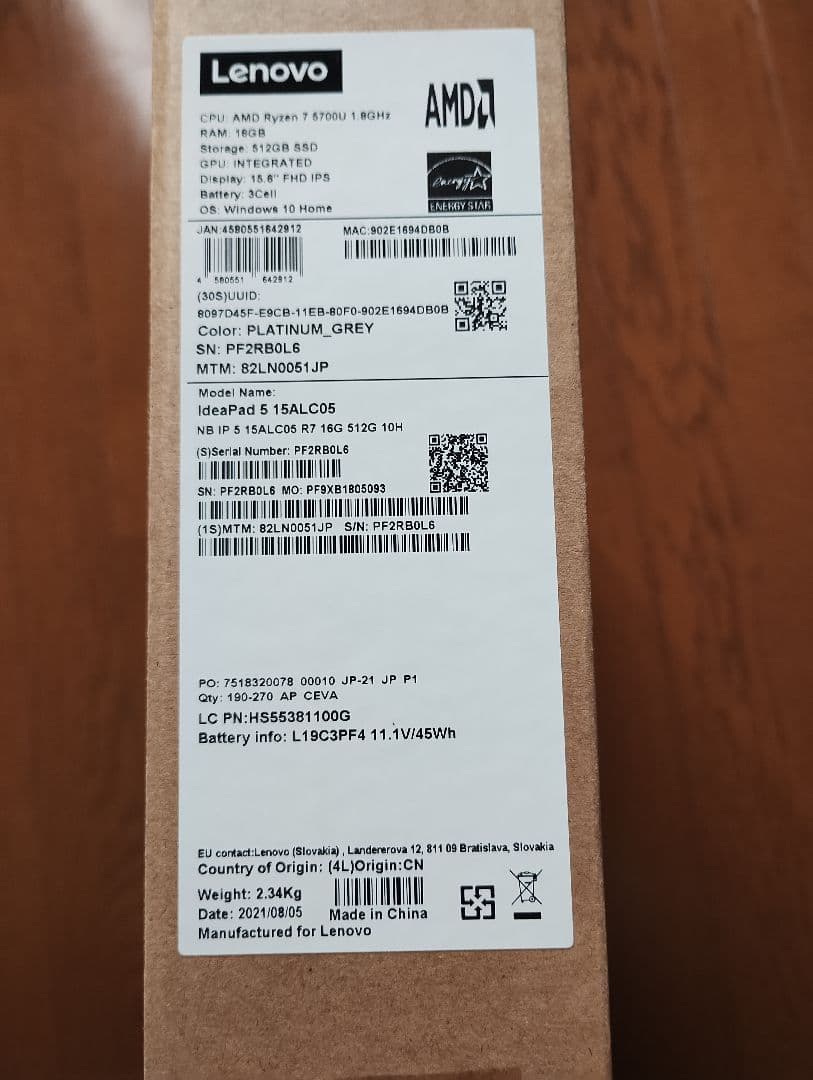 Lenovo
AMD
CPU: AMD Ryzen 7 5700U 1.8GHz
RAM: 16GB
Storage: 512GB SSD
GPU: INTEGRATED
Display: 15.6" FHD IPS
Battery: 3Cell
OS: Windows 10 Home
energy
ENERGY STAR
JAN:4580551642912
MAC:902E1694DB0B
4 580551 642912
(30S)UUID:
8097D45F-E9CB-11EB-80F0-902E1694DB0B
Color: PLATINUM_GREY
SN: PF2RB0L6
MTM: 82LN0051JP
Model Name:
IdeaPad 5 15ALC05
NB IP 5 15ALC05 R7 16G 512G 10H
(S)Serial Number: PF2RB0L6
SN: PF2RB0L6 MO: PF9XB1805093
(1S)MTM: 82LN0051JP S/N: PF2RB0L6
PO: 7518320078 00010 JP-21 JP P1
Qty: 190-270 AP CEVA
LC PN:HS55381100G
Battery info: L19C3PF4 11.1V/45Wh
EU contact:Lenovo (Slovakia) , Landererova 12, 811 09 Bratislava, Slovakia
Country of Origin: (4L)Origin:CN
Weight: 2.34Kg
Date: 2021/08/05 Made in China
Manufactured for Lenovo